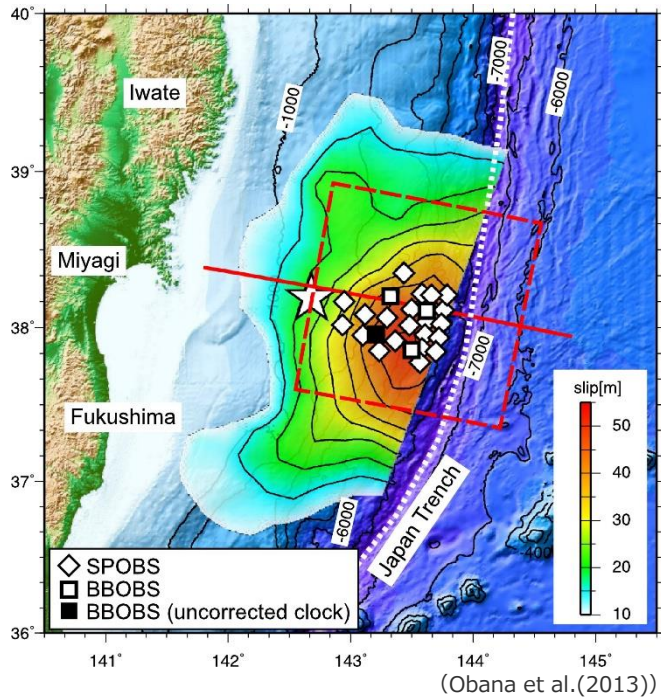 40°
39°
38°
37°
36°
141°
142°
143°
144°
145°
Iwate
Miyagi
Fukushima
-1000
-7000
-6000
-7000
-6000
Japan Trench
slip[m]
50
40
30
20
10
SPOBS
BBOBS
BBOBS (uncorrected clock)
(Obana et al.(2013))